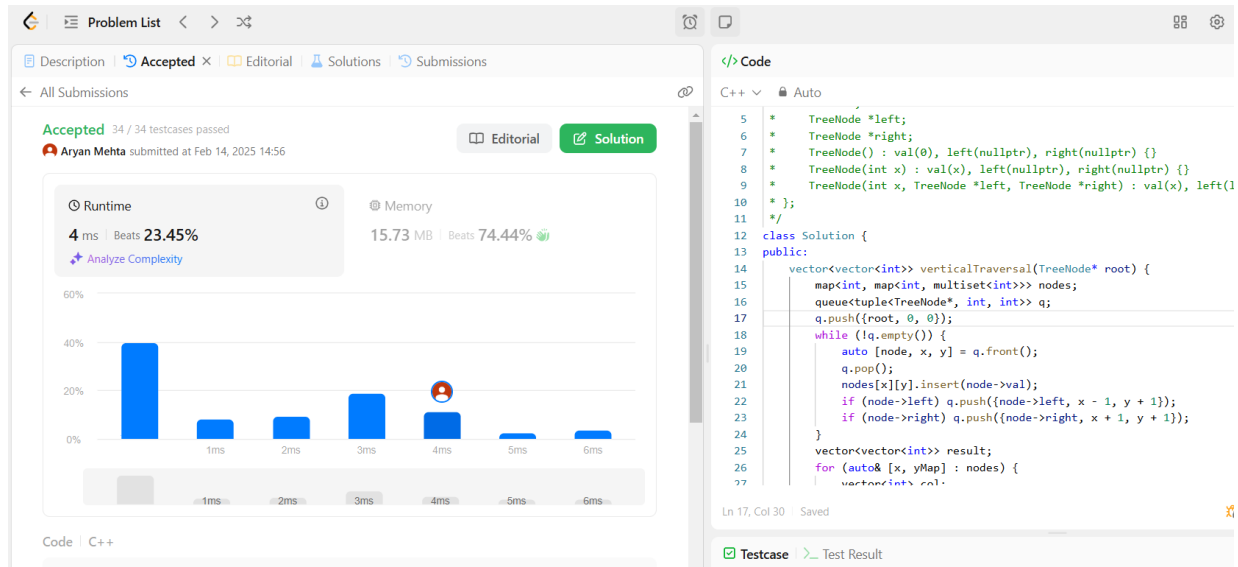 Problem List
Description
Accepted
Editorial
Solutions
Submissions
All Submissions
Accepted 34 / 34 testcases passed
Aryan Mehta submitted at Feb 14, 2025 14:56
Editorial
Solution
Runtime
4 ms Beats 23.45%
Analyze Complexity
Memory
15.73 MB Beats 74.44%
60%
40%
20%
0%
1ms 2ms 3ms 4ms 5ms 6ms
1ms 2ms 3ms 4ms 5ms 6ms
Code C++
</> Code
C++ Auto
5 * TreeNode *left;
6 * TreeNode *right;
7 * TreeNode() : val(0), left(nullptr), right(nullptr) {}
8 * TreeNode(int x) : val(x), left(nullptr), right(nullptr) {}
9 * TreeNode(int x, TreeNode *left, TreeNode *right) : val(x), left(l
10 * };
11 */
12 class Solution {
13 public:
14 vector<vector<int>> verticalTraversal(TreeNode* root) {
15 map<int, map<int, multiset<int>>> nodes;
16 queue<tuple<TreeNode*, int, int>> q;
17 q.push({root, 0, 0});
18 while (!q.empty()) {
19 auto [node, x, y] = q.front();
20 q.pop();
21 nodes[x][y].insert(node->val);
22 if (node->left) q.push({node->left, x - 1, y + 1});
23 if (node->right) q.push({node->right, x + 1, y + 1});
24 }
25 vector<vector<int>> result;
26 for (auto& [x, yMap] : nodes) {
27 vector<int> col;
Ln 17, Col 30 Saved
Testcase
Test Result